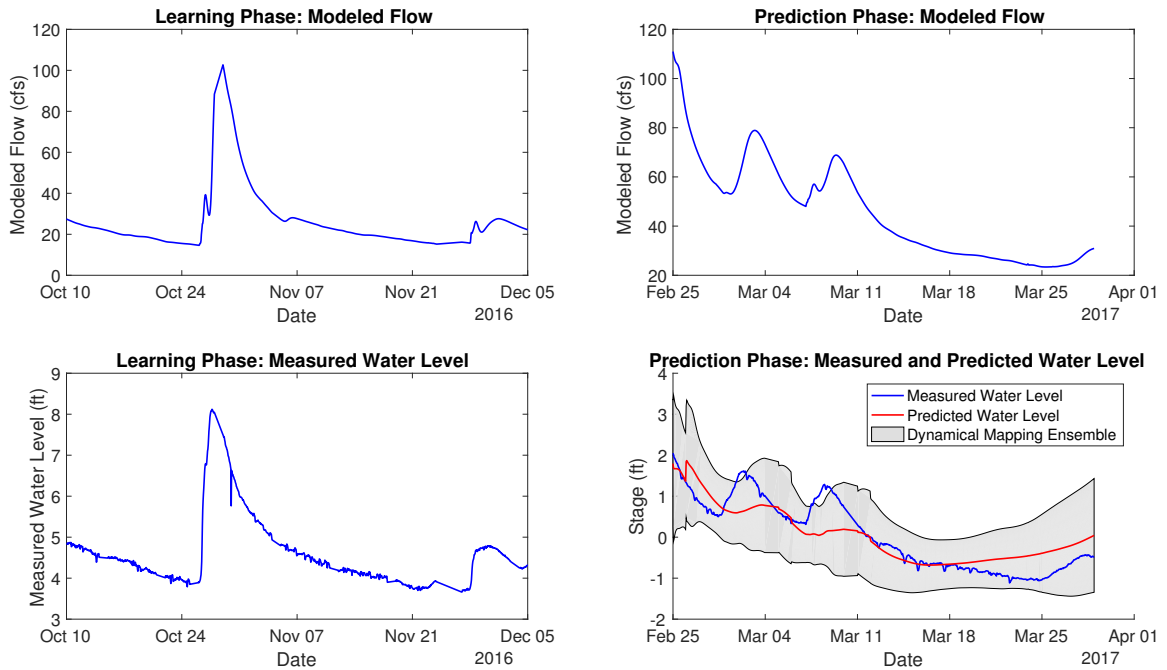 Learning Phase: Modeled Flow
Modeled Flow (cfs)
120
100
80
60
40
20
0
Oct 10
Oct 24
Nov 07
Nov 21
Dec 05
Date
2016
Prediction Phase: Modeled Flow
Modeled Flow (cfs)
120
100
80
60
40
20
Feb 25
Mar 04
Mar 11
Mar 18
Mar 25
Apr 01
Date
2017
Learning Phase: Measured Water Level
Measured Water Level (ft)
9
8
7
6
5
4
3
Oct 10
Oct 24
Nov 07
Nov 21
Dec 05
Date
2016
Prediction Phase: Measured and Predicted Water Level
Stage (ft)
4
3
2
1
0
-1
-2
Measured Water Level
Predicted Water Level
Dynamical Mapping Ensemble
Feb 25
Mar 04
Mar 11
Mar 18
Mar 25
Apr 01
Date
2017